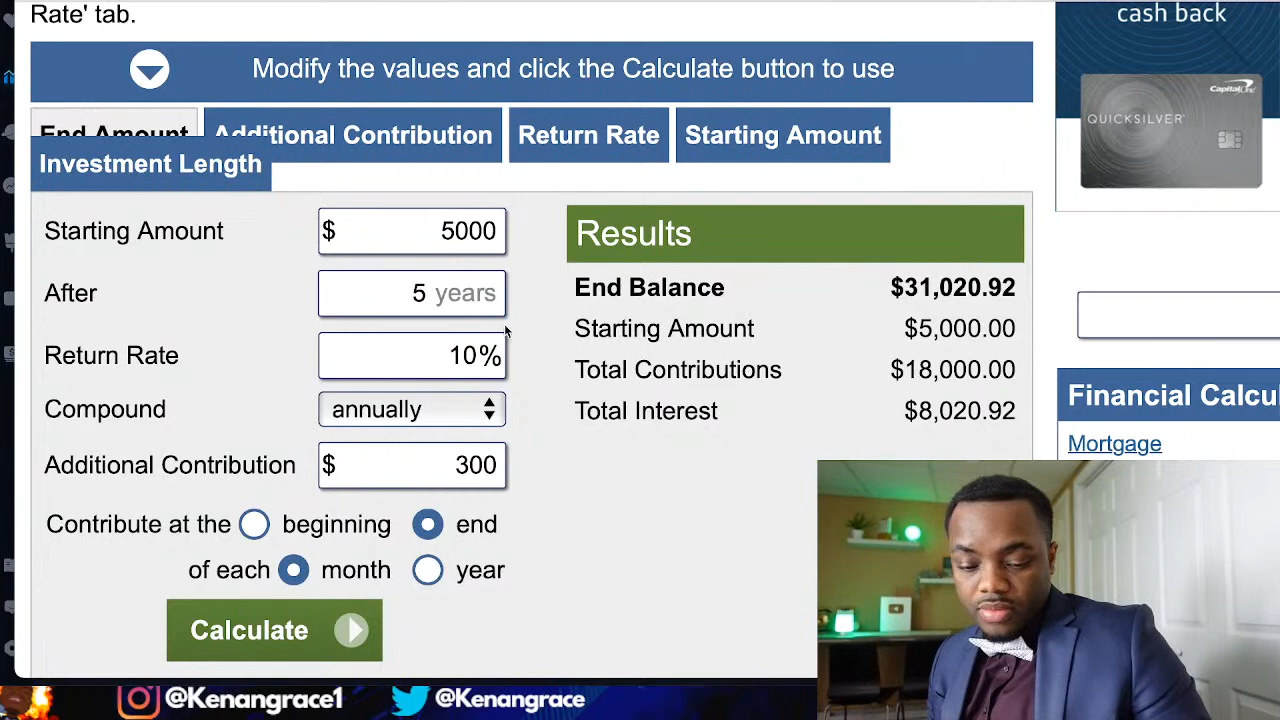 Rate' tab.
cash back
Modify the values and click the Calculate button to use
CapitalOne
QUICKSILVER
End Amount Additional Contribution Return Rate Starting Amount
Investment Length
Starting Amount $ 5000
After 5 years
Return Rate 10%
Compound annually
Additional Contribution $ 300
Contribute at the beginning end
of each month year
Calculate
Results
End Balance $31,020.92
Starting Amount $5,000.00
Total Contributions $18,000.00
Total Interest $8,020.92
Financial Calcu
Mortgage
@Kenangrace1 @Kenangrace